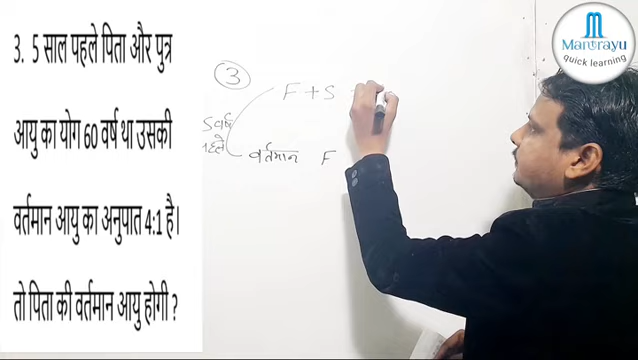 3. 5 साल पहले पिता और पुत्र
आयु का योग 60 वर्ष था उसकी
वर्तमान आयु का अनुपात 4:1 है।
तो पिता की वर्तमान आयु होगी ?
3
F + S
5 वर्ष
पहले
वर्तमान F
Manurayu
quick learning